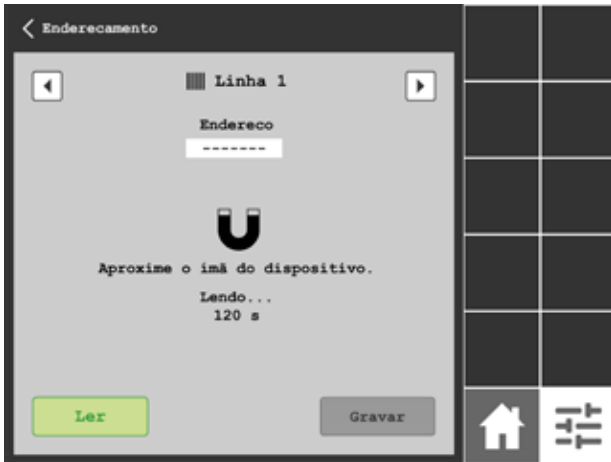 Enderecamento
Linha 1
Endereco
-------
Aproxime o imã do dispositivo.
Lendo...
120 s
Ler
Gravar